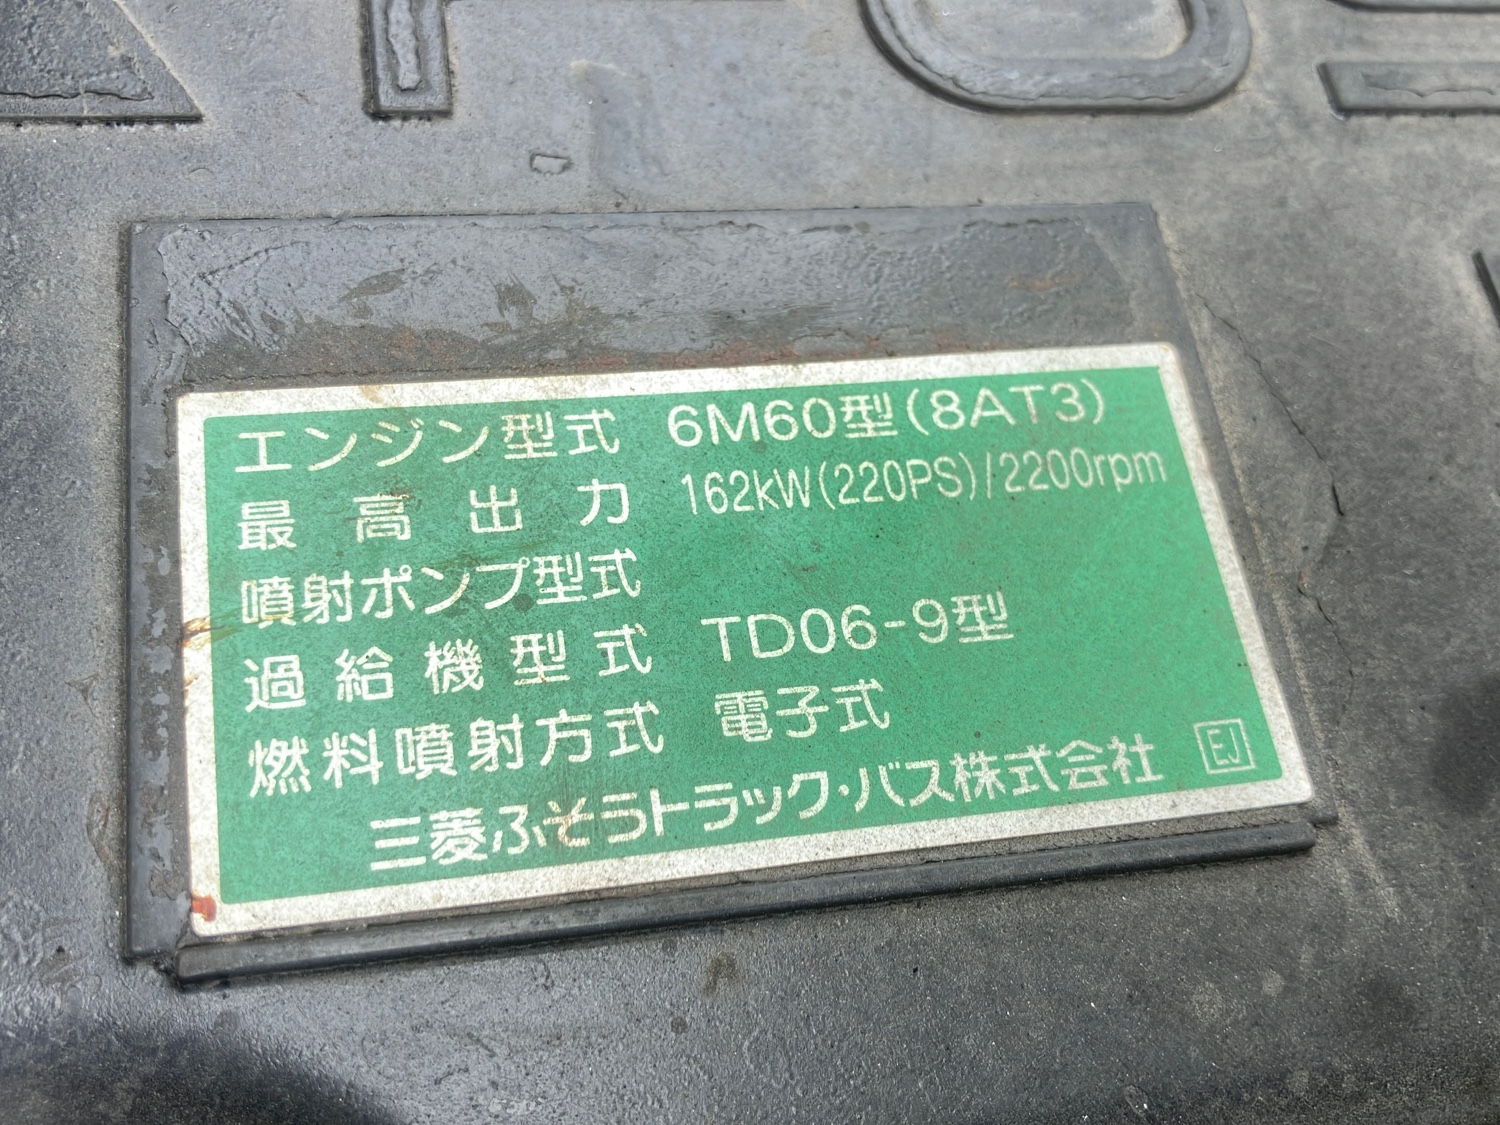 エンジン型式 6M60型(8AT3)
最高出力 162kW(220PS)/2200rpm
噴射ポンプ型式
過給機型式 TD06-9型
燃料噴射方式 電子式
三菱ふそうトラック・バス株式会社 EJ